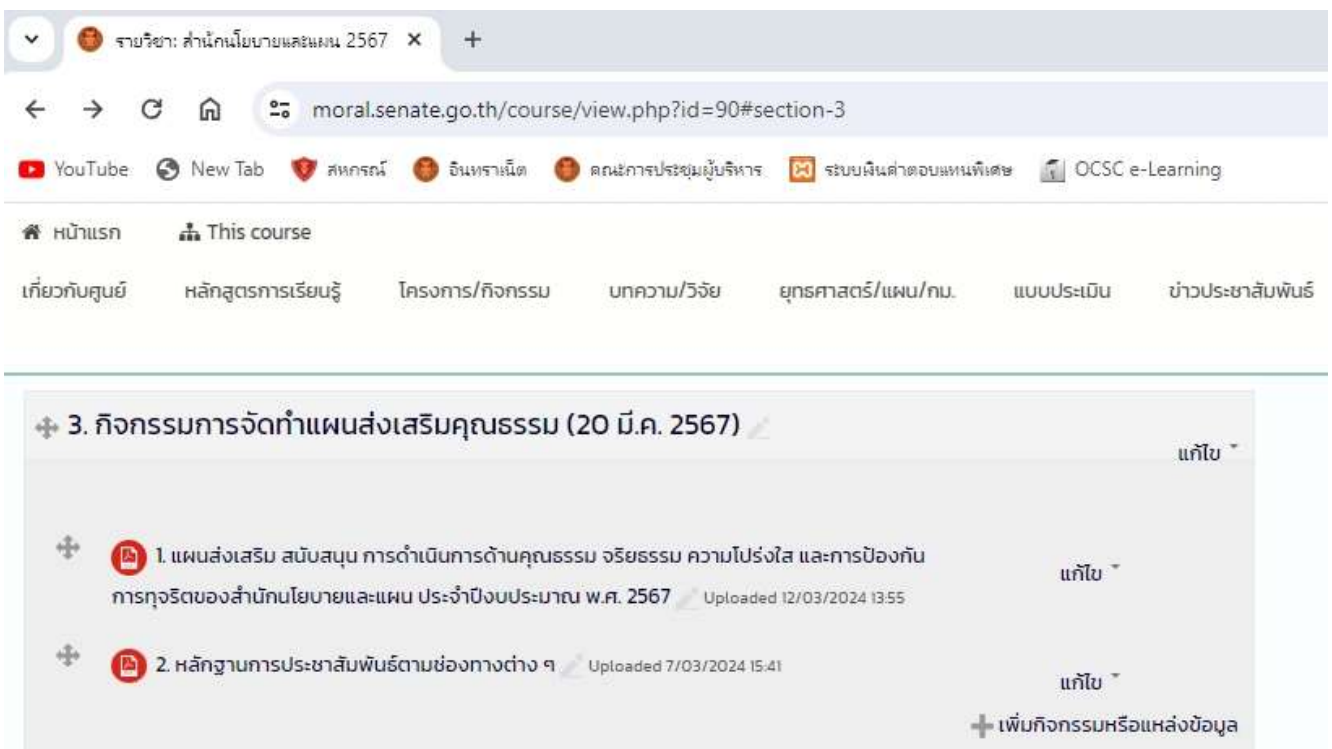 รายวิชา: สำนักนโยบายและแผน 2567
moral.senate.go.th/course/view.php?id=90#section-3
YouTube New Tab สหกรณ์ อินทราเน็ต คณะการประชุมผู้บริหาร ระบบเงินค่าตอบแทนพิเศษ OCSC e-Learning
หน้าแรก This course
เกี่ยวกับศูนย์ หลักสูตรการเรียนรู้ โครงการ/กิจกรรม บทความ/วิจัย ยุทธศาสตร์/แผน/กม. แบบประเมิน ข่าวประชาสัมพันธ์
3. กิจกรรมการจัดทำแผนส่งเสริมคุณธรรม (20 มี.ค. 2567)
แก้ไข
1. แผนส่งเสริม สนับสนุน การดำเนินการด้านคุณธรรม จริยธรรม ความโปร่งใส และการป้องกัน
แก้ไข
การทุจริตของสำนักนโยบายและแผน ประจำปีงบประมาณ พ.ศ. 2567 Uploaded 12/03/2024 13:55
2. หลักฐานการประชาสัมพันธ์ตามช่องทางต่าง ๆ Uploaded 7/03/2024 15:41
แก้ไข
เพิ่มกิจกรรมหรือแหล่งข้อมูล